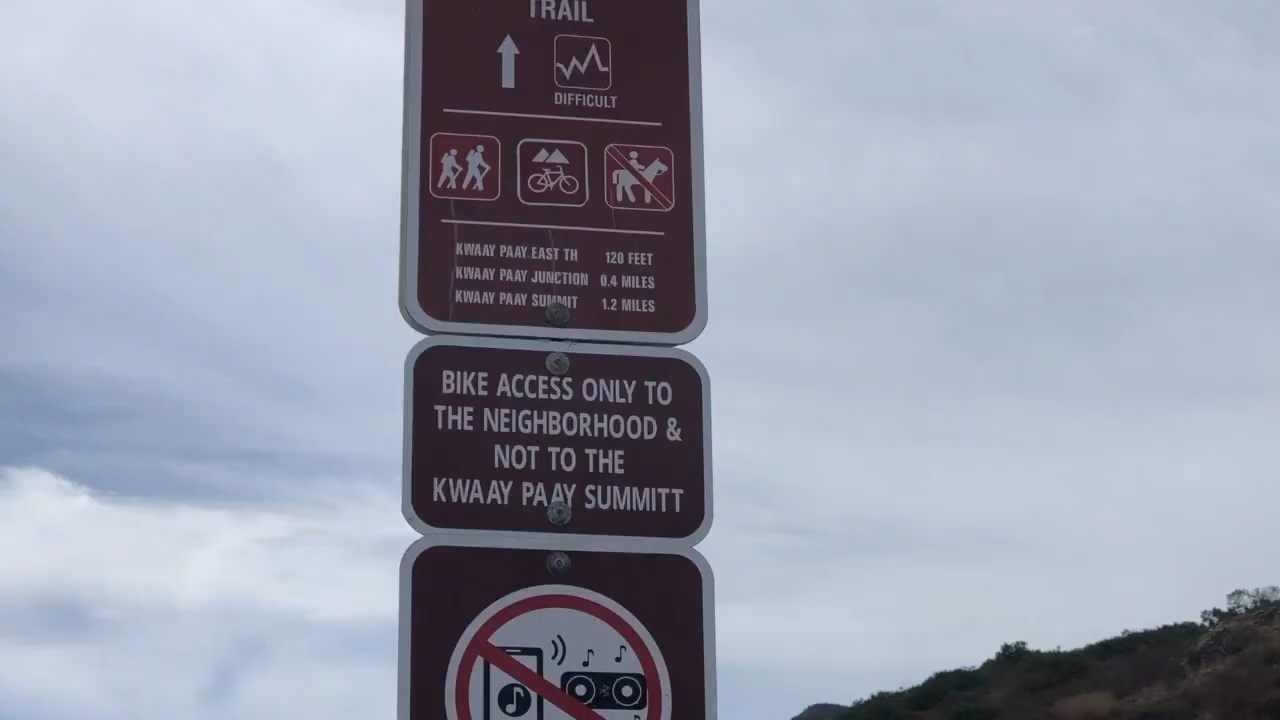 TRAIL
DIFFICULT
KWAAY PAAY EAST TH 120 FEET
KWAAY PAAY JUNCTION 0.4 MILES
KWAAY PAAY SUMMIT 1.2 MILES
BIKE ACCESS ONLY TO
THE NEIGHBORHOOD &
NOT TO THE
KWAAY PAAY SUMMITT